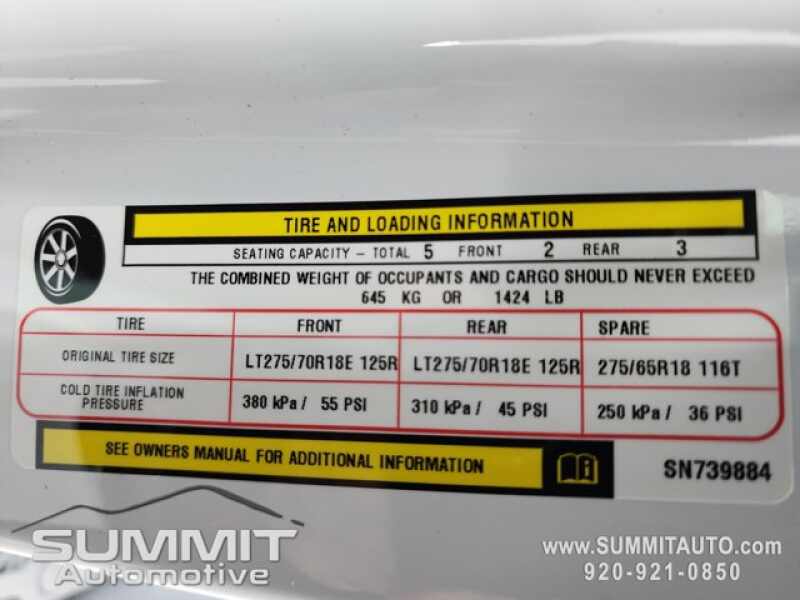 TIRE AND LOADING INFORMATION
SEATING CAPACITY – TOTAL 5 FRONT 2 REAR 3
THE COMBINED WEIGHT OF OCCUPANTS AND CARGO SHOULD NEVER EXCEED
645 KG OR 1424 LB
TIRE FRONT REAR SPARE
ORIGINAL TIRE SIZE LT275/70R18E 125R LT275/70R18E 125R 275/65R18 116T
COLD TIRE INFLATION PRESSURE 380 kPa / 55 PSI 310 kPa / 45 PSI 250 kPa / 36 PSI
SEE OWNERS MANUAL FOR ADDITIONAL INFORMATION
SN739884
SUMMIT
Automotive
www.SUMMITAUTO.com
920-921-0850